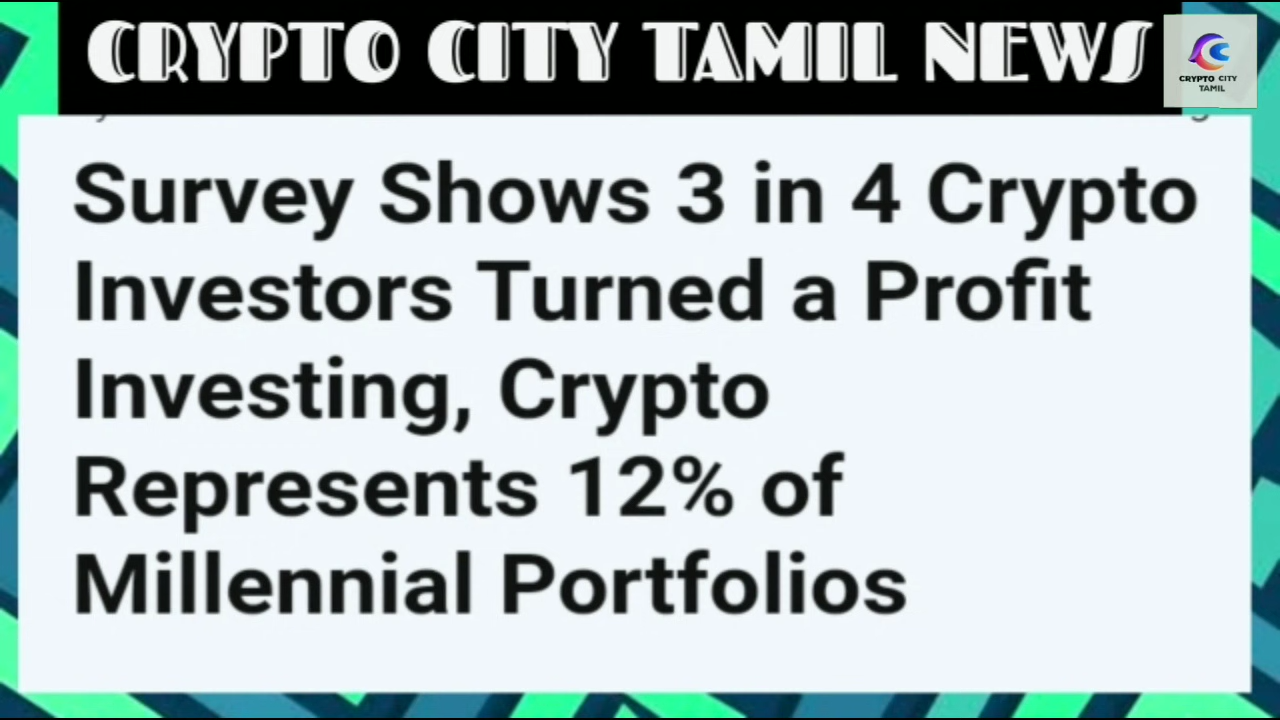 CRYPTO CITY TAMIL NEWS
CRYPTO CITY
TAMIL
Survey Shows 3 in 4 Crypto
Investors Turned a Profit
Investing, Crypto
Represents 12% of
Millennial Portfolios